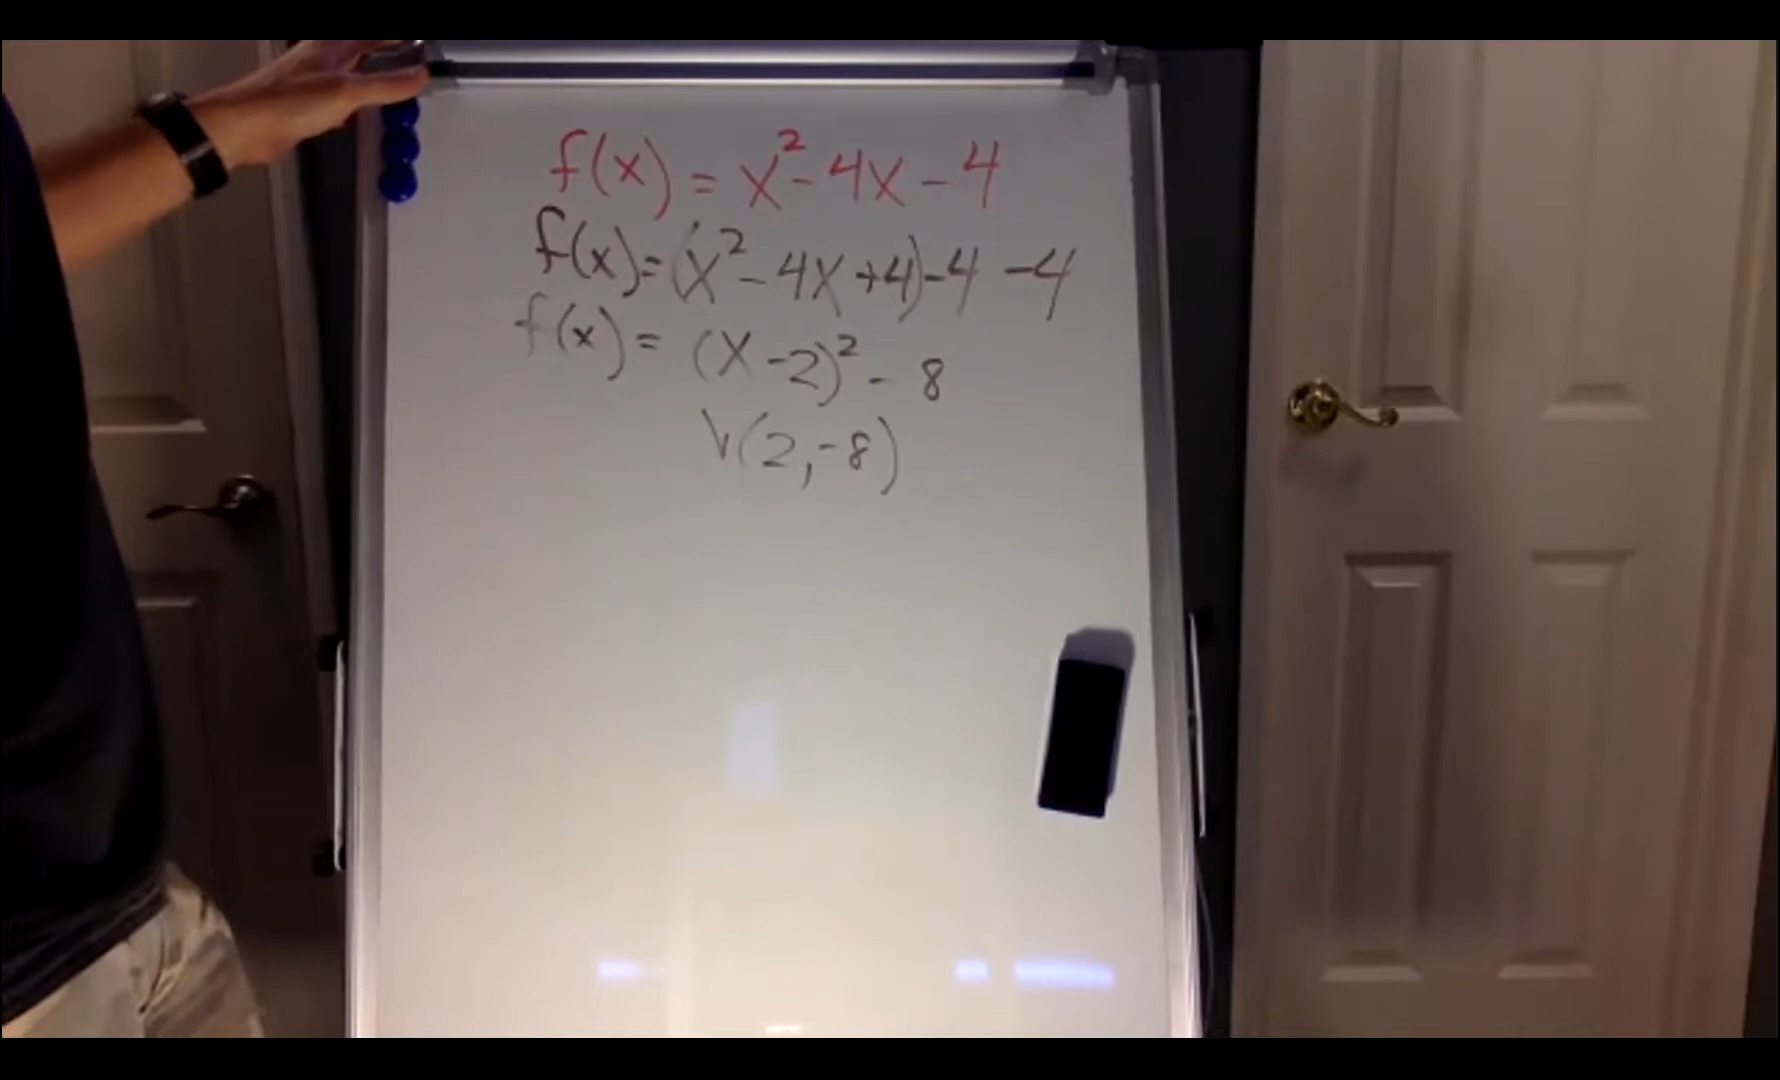 f(x) = x² - 4x - 4
f(x) = (x² - 4x + 4) - 4 - 4
f(x) = (x - 2)² - 8
V(2, -8)